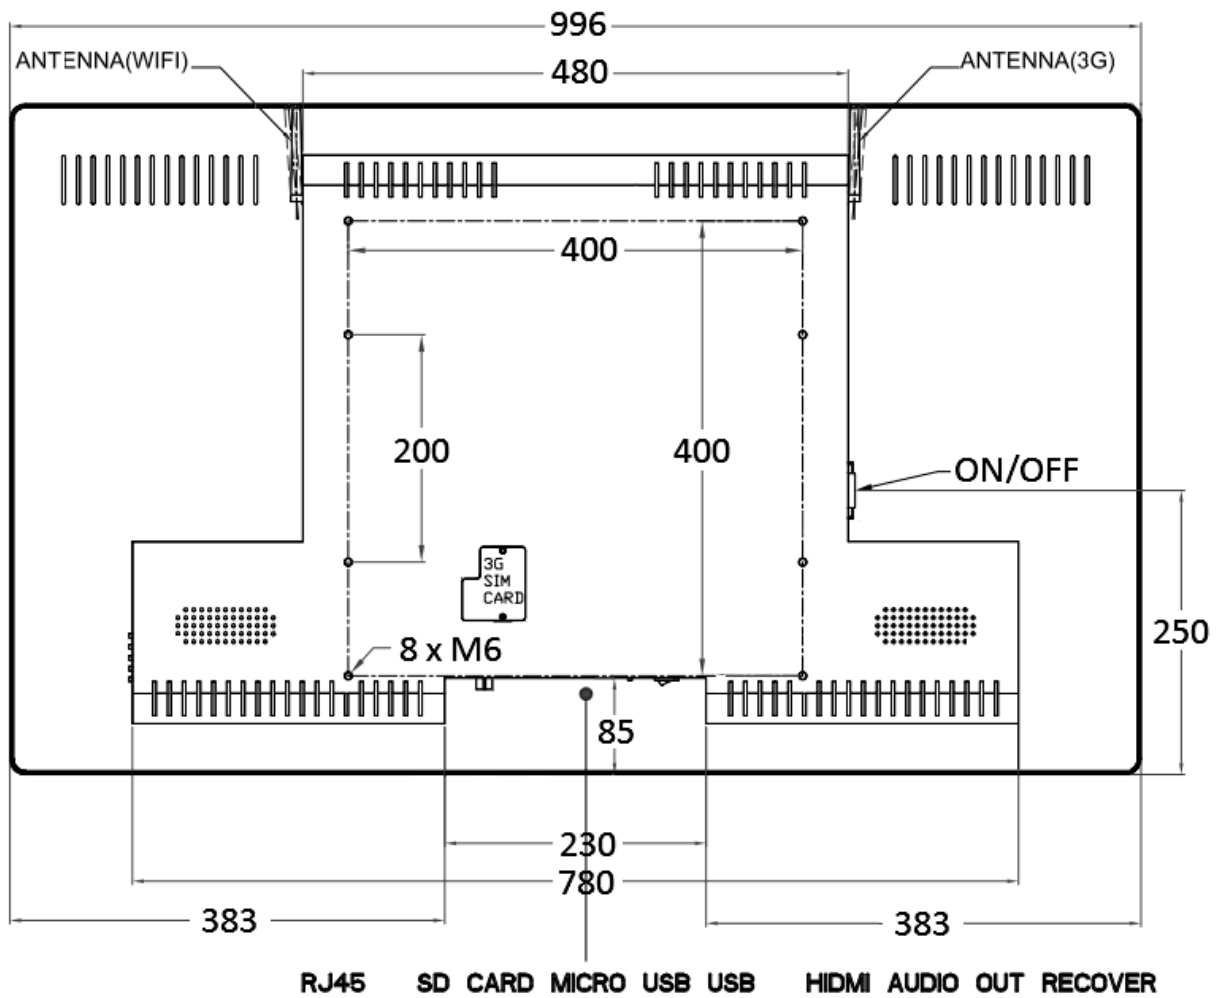 996
ANTENNA(WIFI)
480
ANTENNA(3G)
400
200
400
ON/OFF
3G
SIM
CARD
8 x M6
250
85
230
780
383
383
RJ45 SD CARD MICRO USB USB HIDMI AUDIO OUT RECOVER